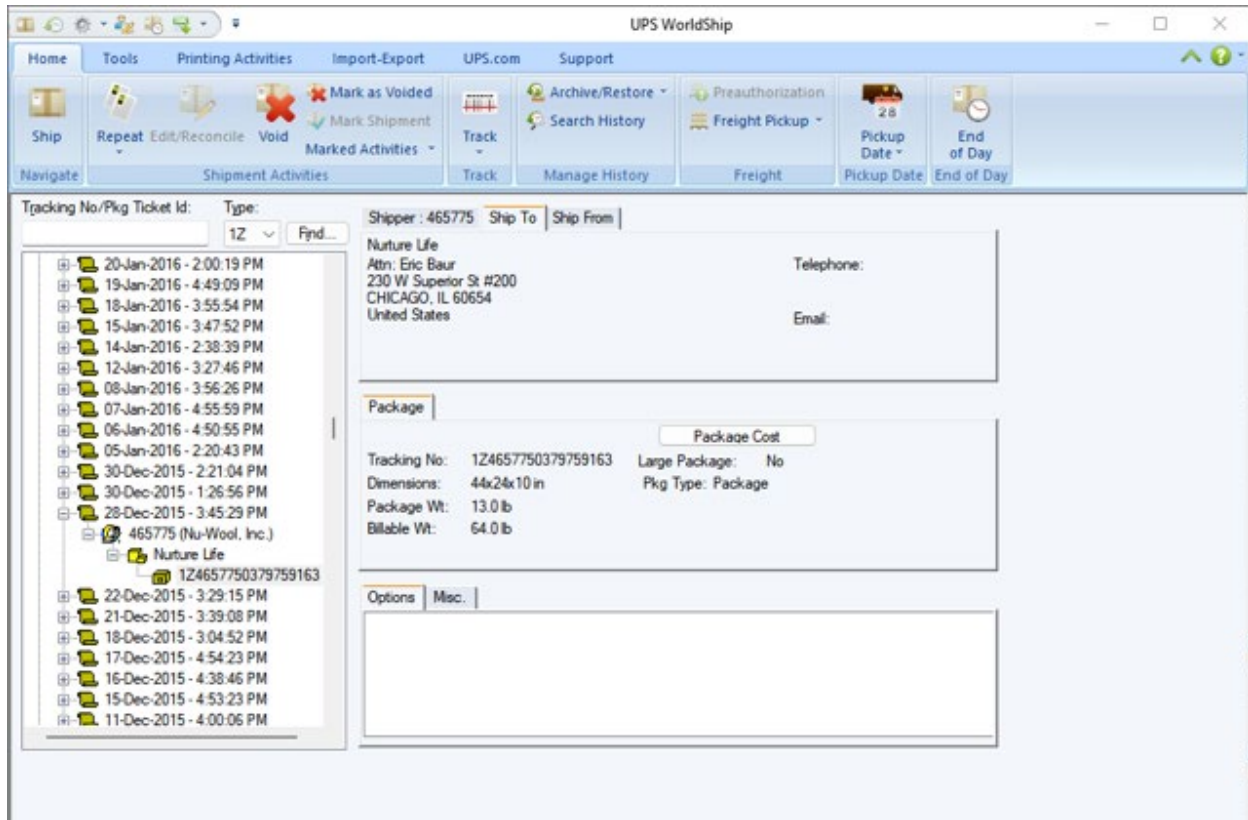 UPS WorldShip
Home Tools Printing Activities Import-Export UPS.com Support
Ship
Repeat
Edit/Reconcile
Void
Mark as Voided
Mark Shipment
Marked Activities
Track
Archive/Restore
Search History
Preauthorization
Freight Pickup
28
Pickup
Date
End
of Day
Navigate Shipment Activities Track Manage History Freight Pickup Date End of Day
Tracking No/Pkg Ticket Id: Type:
1Z Find...
20-Jan-2016 - 2:00:19 PM
19-Jan-2016 - 4:49:09 PM
18-Jan-2016 - 3:55:54 PM
15-Jan-2016 - 3:47:52 PM
14-Jan-2016 - 2:38:39 PM
12-Jan-2016 - 3:27:46 PM
08-Jan-2016 - 3:56:26 PM
07-Jan-2016 - 4:55:59 PM
06-Jan-2016 - 4:50:55 PM
05-Jan-2016 - 2:20:43 PM
30-Dec-2015 - 2:21:04 PM
30-Dec-2015 - 1:26:56 PM
28-Dec-2015 - 3:45:29 PM
465775 (Nu-Wool, Inc.)
Nurture Life
1Z4657750379759163
22-Dec-2015 - 3:29:15 PM
21-Dec-2015 - 3:39:08 PM
18-Dec-2015 - 3:04:52 PM
17-Dec-2015 - 4:54:23 PM
16-Dec-2015 - 4:38:46 PM
15-Dec-2015 - 4:53:23 PM
11-Dec-2015 - 4:00:06 PM
Shipper : 465775 Ship To Ship From
Nurture Life
Attn: Eric Baur
230 W Superior St #200
CHICAGO, IL 60654
United States
Telephone:
Email:
Package
Package Cost
Tracking No: 1Z4657750379759163 Large Package: No
Dimensions: 44x24x10 in Pkg Type: Package
Package Wt: 13.0 lb
Billable Wt: 64.0 lb
Options Misc.